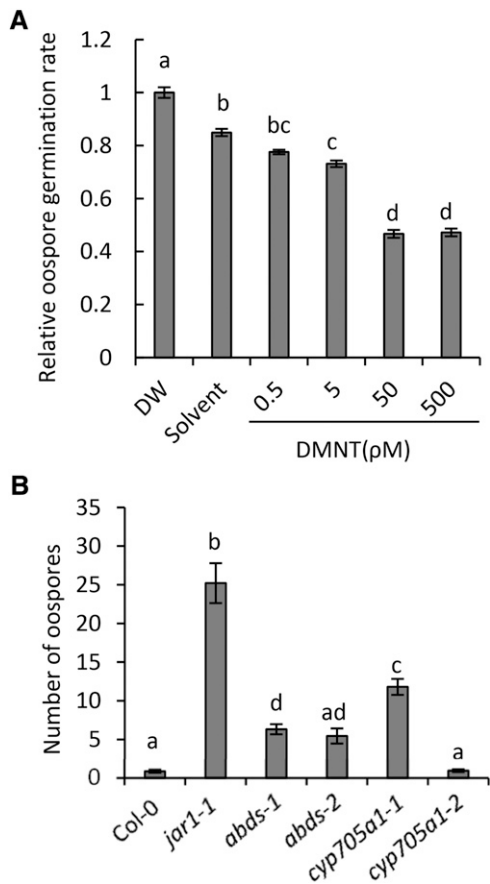 A
Relative oospore germination rate
1.2
1
0.8
0.6
0.4
0.2
0
a
b
bc
c
d
d
DW
Solvent
0.5
5
50
500
DMNT(ρM)
B
Number of oospores
35
30
25
20
15
10
5
0
a
b
d
ad
c
a
Col-0
jar1-1
abds-1
abds-2
cyp705a1-1
cyp705a1-2